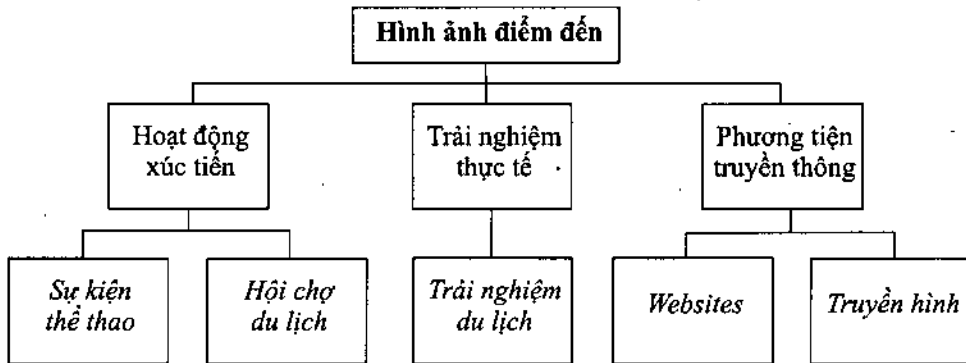 Hình ảnh điểm đến
Hoạt động
xúc tiến
Trải nghiệm
thực tế
Phương tiện
truyền thông
Sự kiện
thể thao
Hội chợ
du lịch
Trải nghiệm
du lịch
Websites
Truyền hình